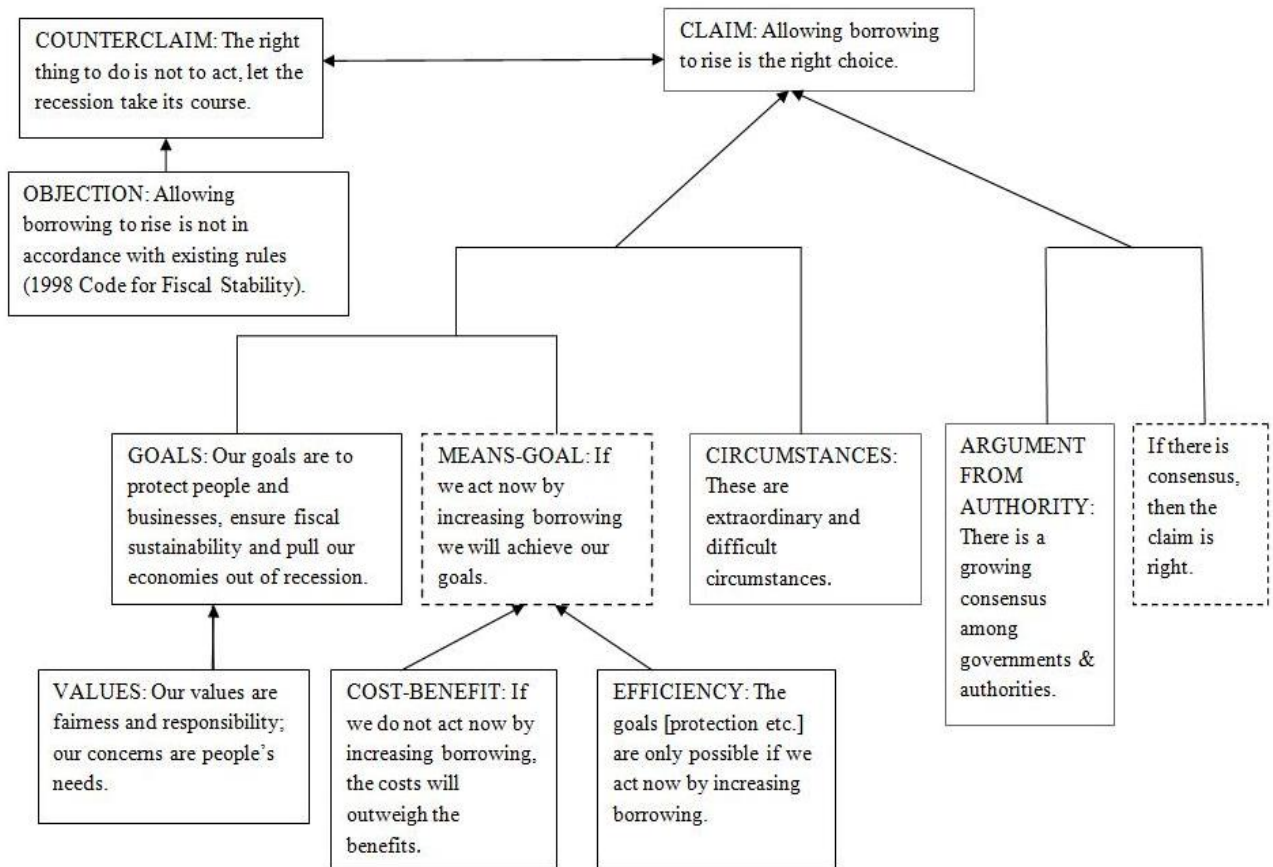 COUNTERCLAIM: The right
thing to do is not to act, let the
recession take its course.
CLAIM: Allowing borrowing
to rise is the right choice.
OBJECTION: Allowing
borrowing to rise is not in
accordance with existing rules
(1998 Code for Fiscal Stability).
GOALS: Our goals are to
protect people and
businesses, ensure fiscal
sustainability and pull our
economies out of recession.
MEANS-GOAL: If
we act now by
increasing borrowing
we will achieve our
goals.
CIRCUMSTANCES:
These are
extraordinary and
difficult
circumstances.
ARGUMENT
FROM
AUTHORITY:
There is a
growing
consensus
among
governments &
authorities.
If there is
consensus,
then the
claim is
right.
VALUES: Our values are
fairness and responsibility;
our concerns are people’s
needs.
COST-BENEFIT: If
we do not act now by
increasing borrowing,
the costs will
outweigh the
benefits.
EFFICIENCY: The
goals [protection etc.]
are only possible if we
act now by increasing
borrowing.